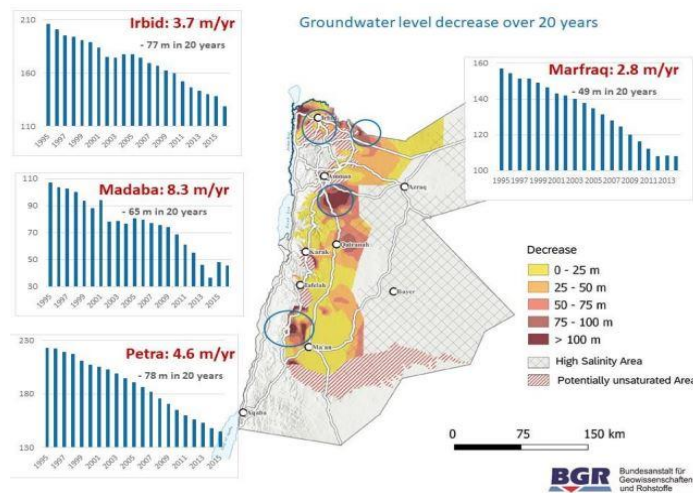 Groundwater level decrease over 20 years
Irbid: 3.7 m/yr
- 77 m in 20 years
210
160
110
1995
1997
1999
2001
2003
2005
2007
2009
2011
2013
2015
Madaba: 8.3 m/yr
- 65 m in 20 years
110
90
70
50
30
1995
1997
1999
2001
2003
2005
2007
2009
2011
2013
2015
Petra: 4.6 m/yr
- 78 m in 20 years
230
180
130
1995
1997
1999
2001
2003
2005
2007
2009
2011
2013
2015
Marfraq: 2.8 m/yr
- 49 m in 20 years
160
140
120
100
1995
1997
1999
2001
2003
2005
2007
2009
2011
2013
Irbid
Amman
Azraq
Karak
Qatranah
Tafelah
Bayer
Ma'an
Aqaba
Decrease
0 - 25 m
25 - 50 m
50 - 75 m
75 - 100 m
> 100 m
High Salinity Area
Potentially unsaturated Area
0 75 150 km
BGR
Bundesanstalt für
Geowissenschaften
und Rohstoffe